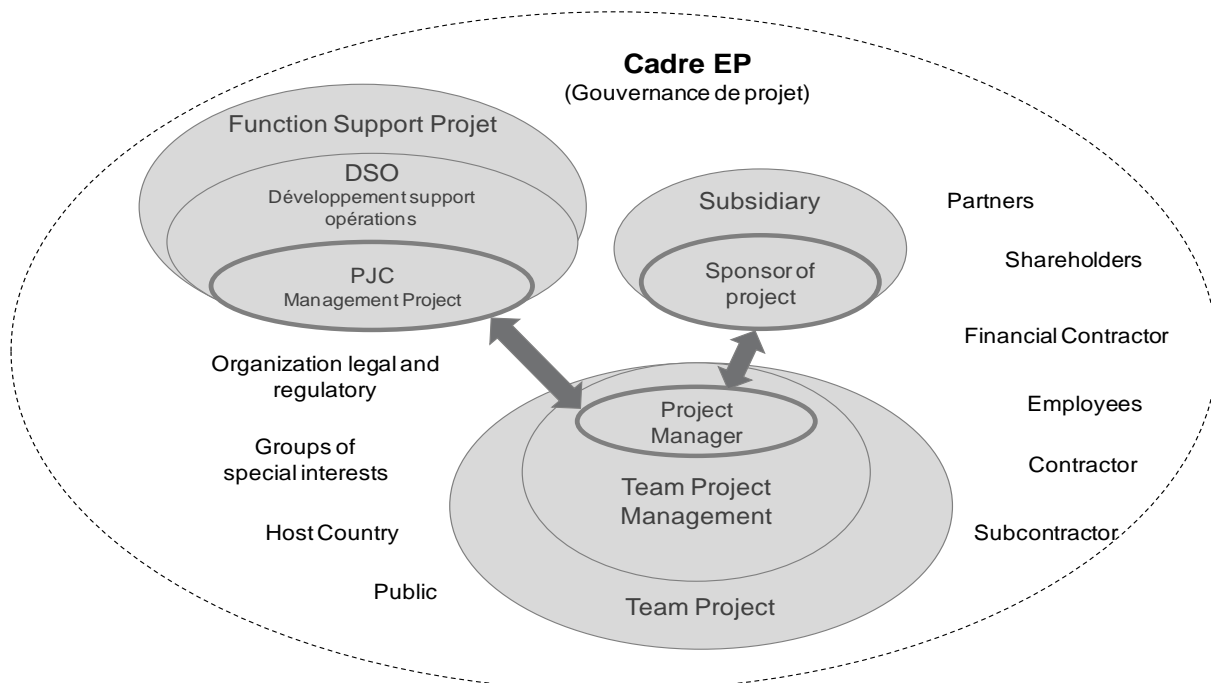 Cadre EP
(Gouvernance de projet)
Function Support Projet
DSO
Développement support
opérations
PJC
Management Project
Subsidiary
Sponsor of
project
Partners
Shareholders
Financial Contractor
Employees
Contractor
Subcontractor
Organization legal and
regulatory
Groups of
special interests
Host Country
Public
Project
Manager
Team Project
Management
Team Project